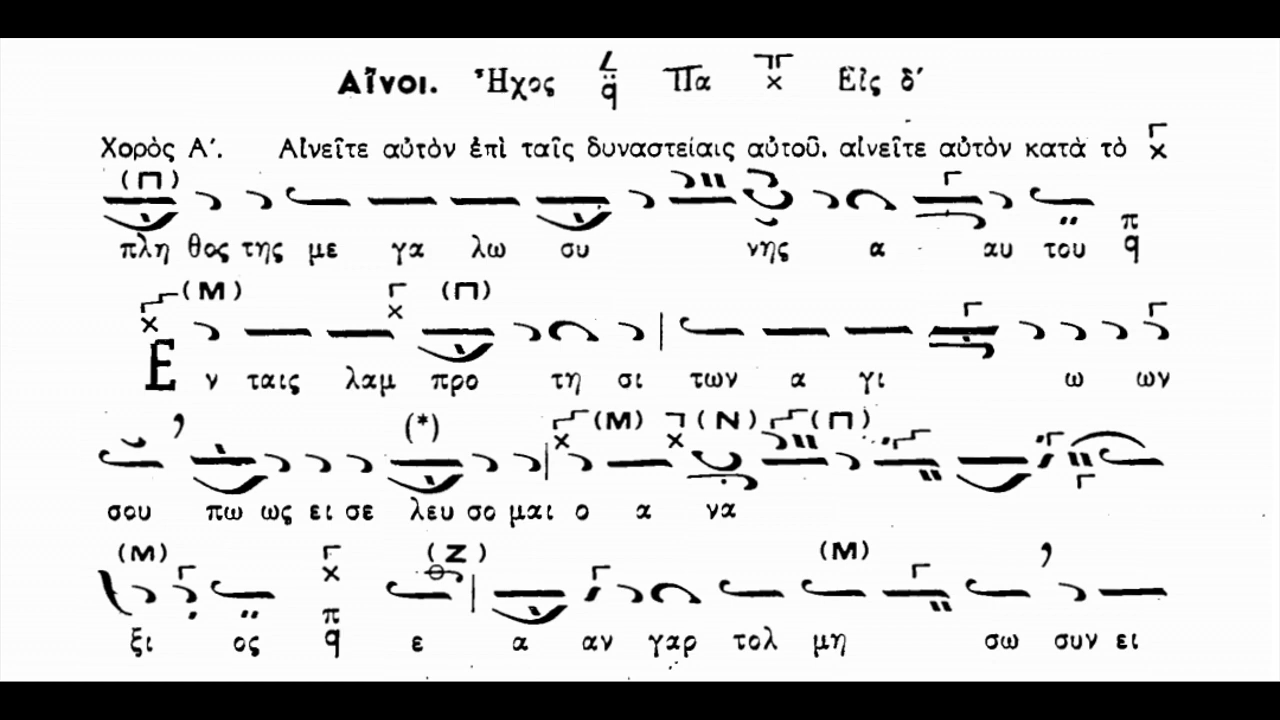 Αἶνοι. Ἦχος Πα Εἰς δ΄
Χορὸς Α΄. Αἰνεῖτε αὐτὸν ἐπὶ ταῖς δυναστείαις αὐτοῦ. αἰνεῖτε αὐτὸν κατὰ τὸ
(Π)
πλη θος της με γα λω συ νης α αυ του π
(Μ) (Π)
Ε ν ταις λαμ προ τη σι των α γι ω ων
(*) (Μ) (Ν) (Π)
σου πω ως ει σε λευ σο μαι ο α να
(Μ) (Ζ) (Μ)
ξι ος π ε α αν γαρ τολ μη σω συν ει